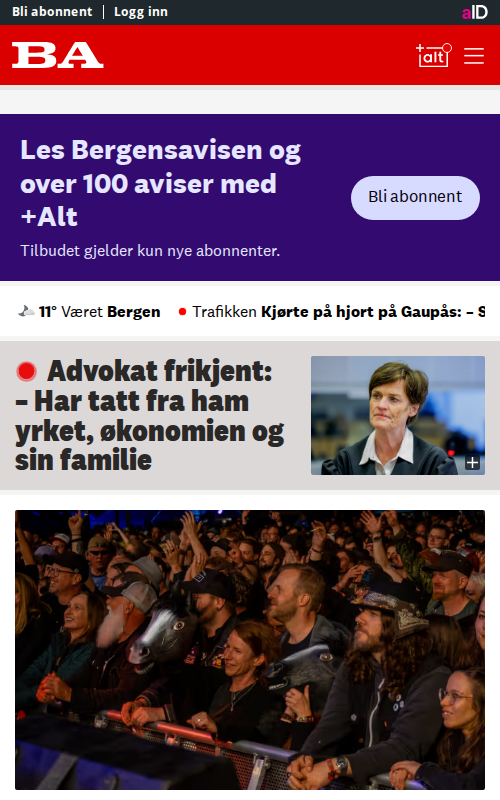 Bli abonnent | Logg inn
aID
BA
+alt
Les Bergensavisen og
over 100 aviser med
+Alt
Bli abonnent
Tilbudet gjelder kun nye abonnenter.
11° Været Bergen
Trafikken Kjørte på hjort på Gaupås: – S
Advokat frikjent:
– Har tatt fra ham
yrket, økonomien og
sin familie